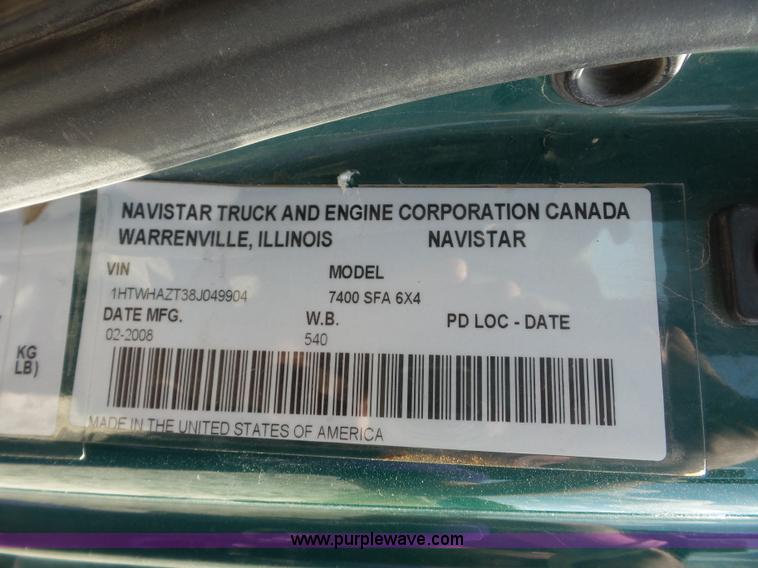 NAVISTAR TRUCK AND ENGINE CORPORATION CANADA
WARRENVILLE, ILLINOIS NAVISTAR
VIN MODEL
1HTWHAZT38J049904 7400 SFA 6X4
DATE MFG. W.B. PD LOC - DATE
02-2008 540
KG
LB)
MADE IN THE UNITED STATES OF AMERICA
www.purplewave.com